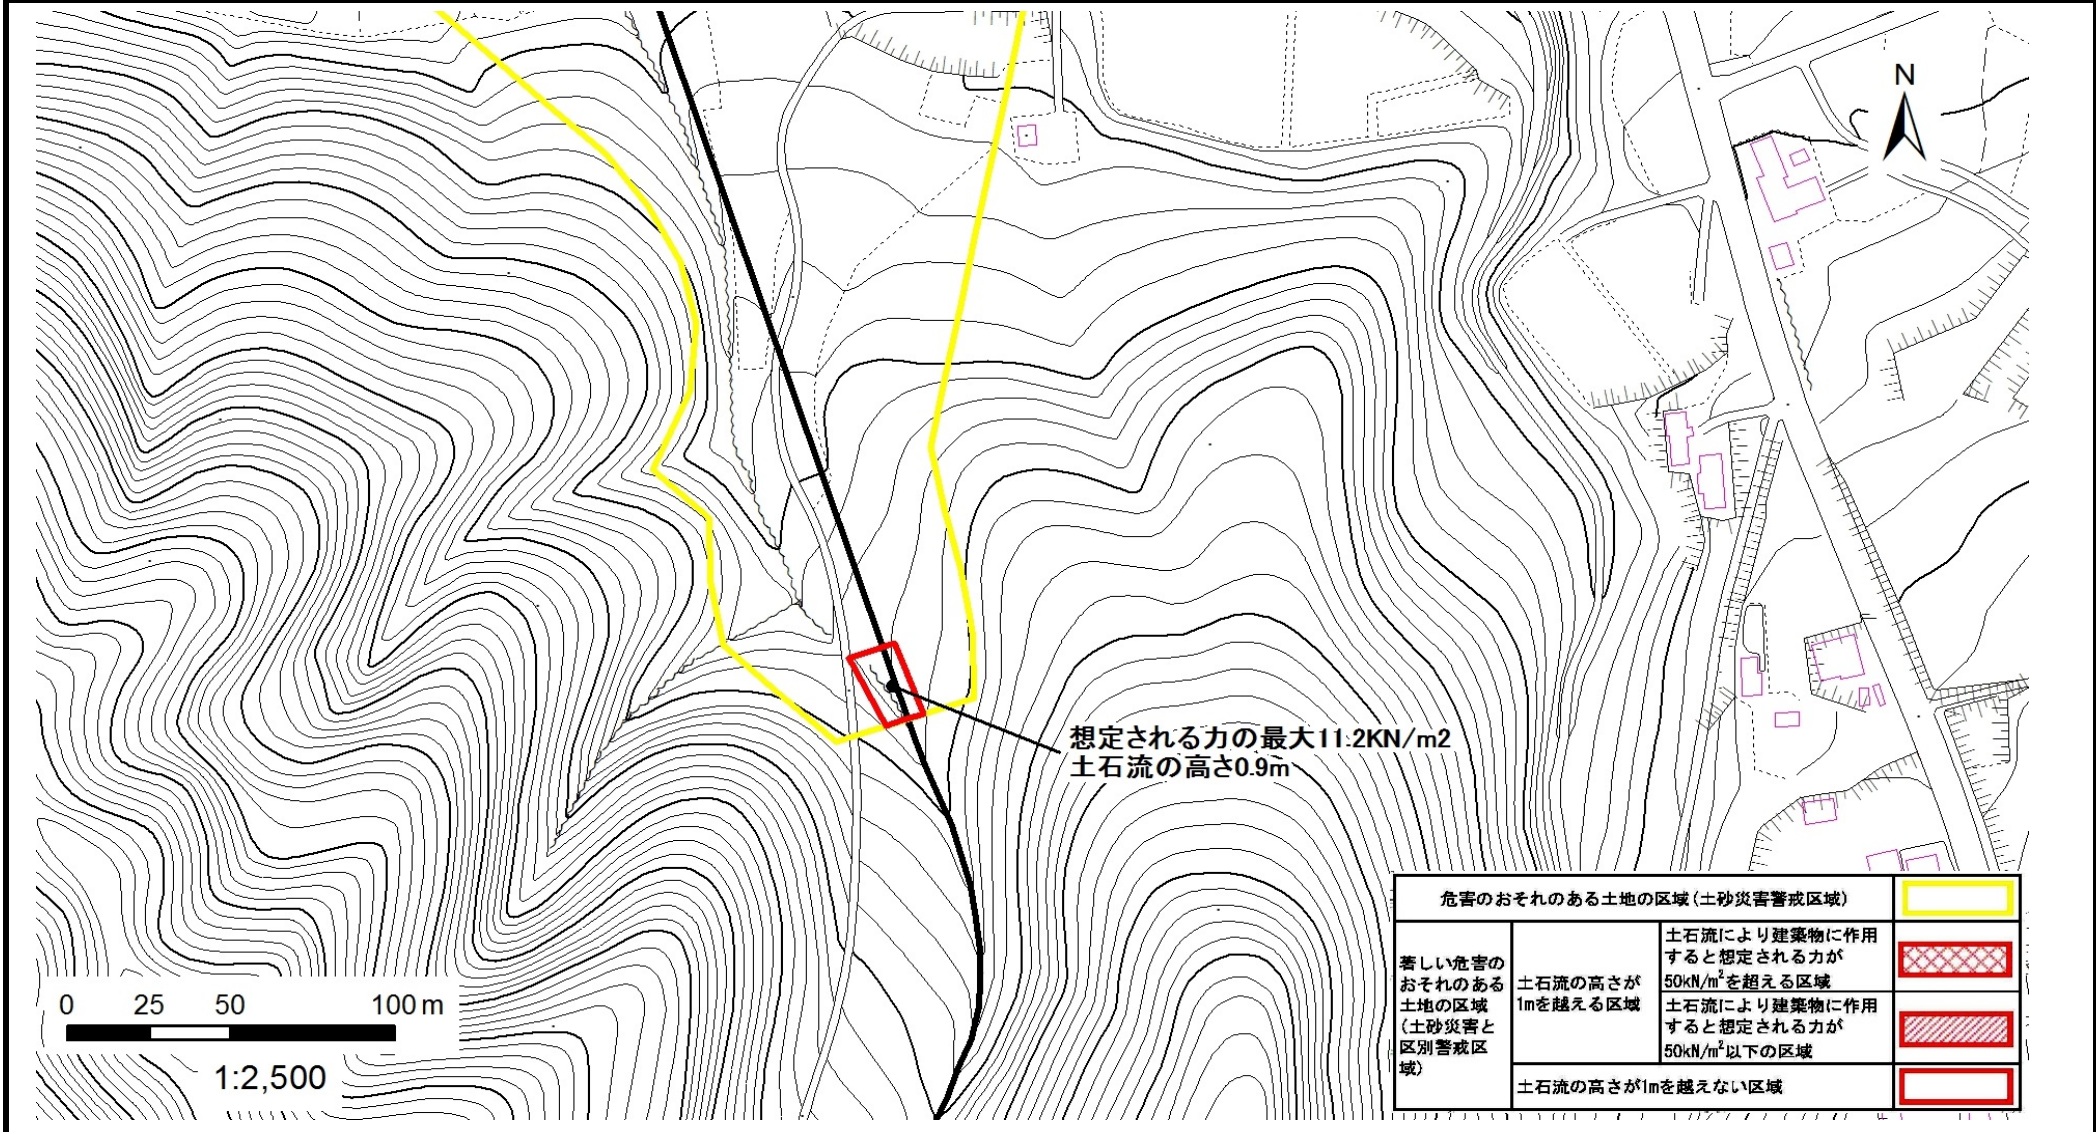 N
想定される力の最大11.2KN/m2
土石流の高さ0.9m
危害のおそれのある土地の区域(土砂災害警戒区域)
著しい危害の
おそれのある
土地の区域
(土砂災害と
区別警戒区
域)
土石流の高さが
1mを越える区域
土石流により建築物に作用
すると想定される力が
50kN/m²を超える区域
土石流により建築物に作用
すると想定される力が
50kN/m²以下の区域
土石流の高さが1mを越えない区域
0 25 50 100 m
1:2,500